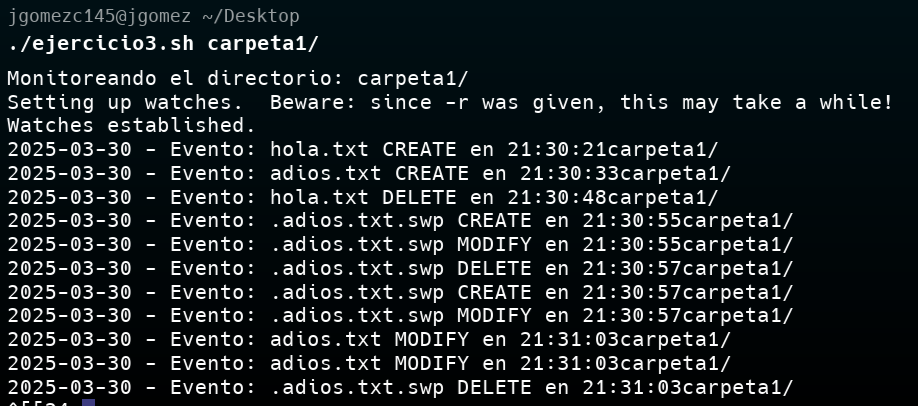 jgomezc145@jgomez ~/Desktop
./ejercicio3.sh carpeta1/
Monitoreando el directorio: carpeta1/
Setting up watches.  Beware: since -r was given, this may take a while!
Watches established.
2025-03-30 - Evento: hola.txt CREATE en 21:30:21carpeta1/
2025-03-30 - Evento: adios.txt CREATE en 21:30:33carpeta1/
2025-03-30 - Evento: hola.txt DELETE en 21:30:48carpeta1/
2025-03-30 - Evento: .adios.txt.swp CREATE en 21:30:55carpeta1/
2025-03-30 - Evento: .adios.txt.swp MODIFY en 21:30:55carpeta1/
2025-03-30 - Evento: .adios.txt.swp DELETE en 21:30:57carpeta1/
2025-03-30 - Evento: .adios.txt.swp CREATE en 21:30:57carpeta1/
2025-03-30 - Evento: .adios.txt.swp MODIFY en 21:30:57carpeta1/
2025-03-30 - Evento: adios.txt MODIFY en 21:31:03carpeta1/
2025-03-30 - Evento: adios.txt MODIFY en 21:31:03carpeta1/
2025-03-30 - Evento: .adios.txt.swp DELETE en 21:31:03carpeta1/